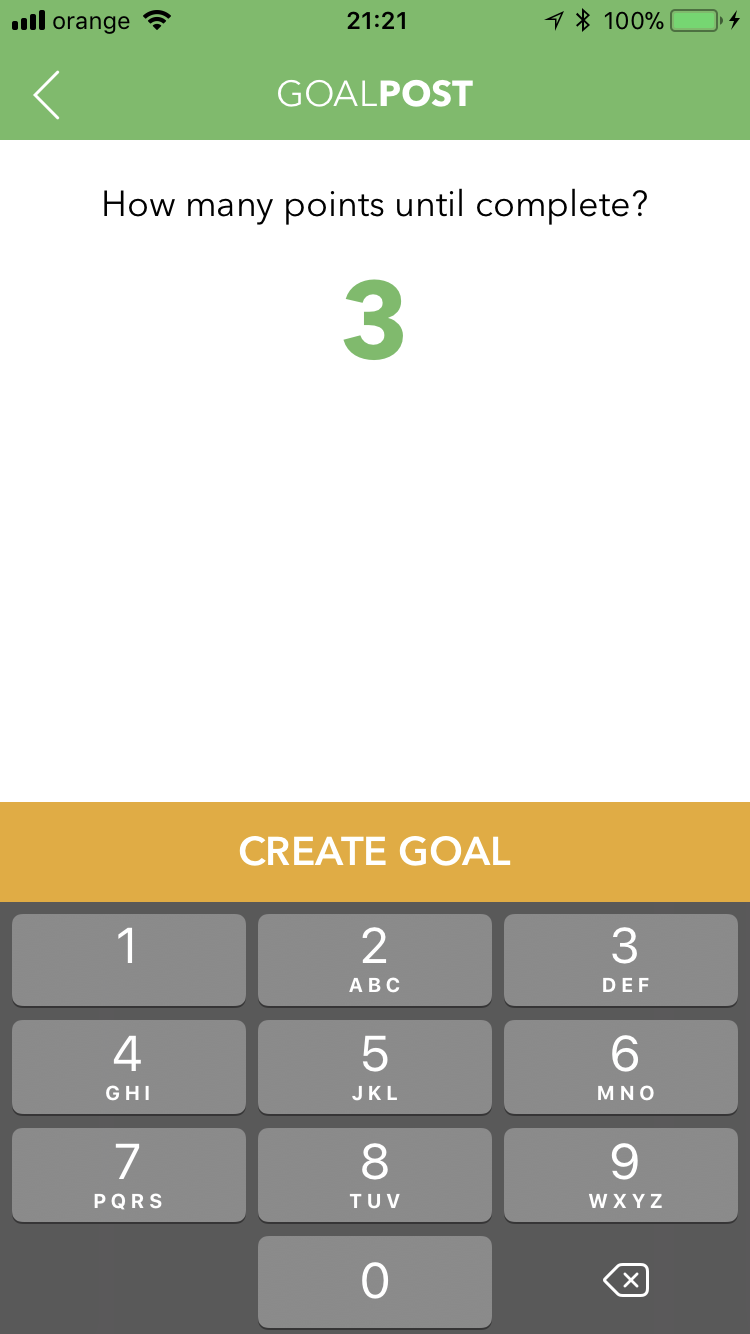 orange 21:21 100%
GOALPOST
How many points until complete?
3
CREATE GOAL
1 2 3
ABC DEF
4 5 6
GHI JKL MNO
7 8 9
PQRS TUV WXYZ
0